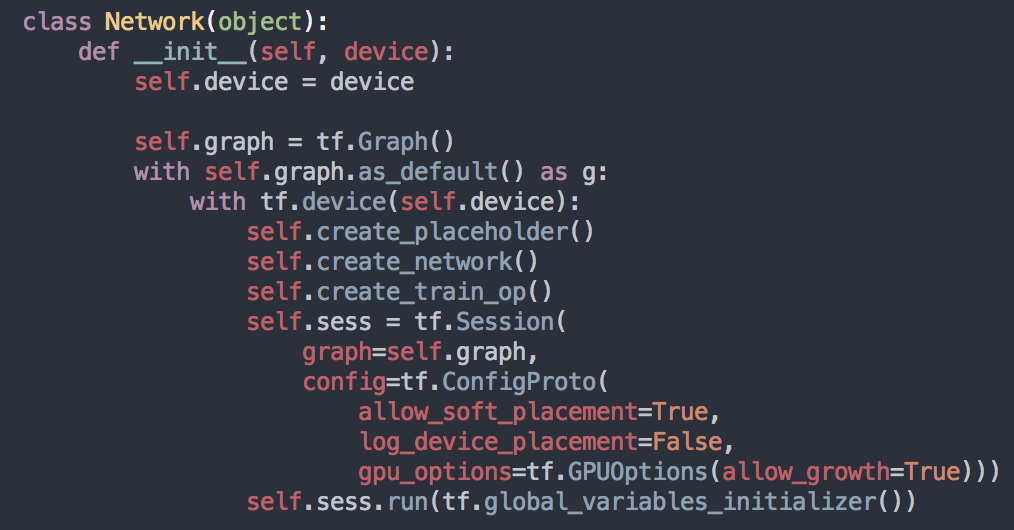 class Network(object):
    def __init__(self, device):
        self.device = device

        self.graph = tf.Graph()
        with self.graph.as_default() as g:
            with tf.device(self.device):
                self.create_placeholder()
                self.create_network()
                self.create_train_op()
                self.sess = tf.Session(
                    graph=self.graph,
                    config=tf.ConfigProto(
                        allow_soft_placement=True,
                        log_device_placement=False,
                        gpu_options=tf.GPUOptions(allow_growth=True)))
                self.sess.run(tf.global_variables_initializer())